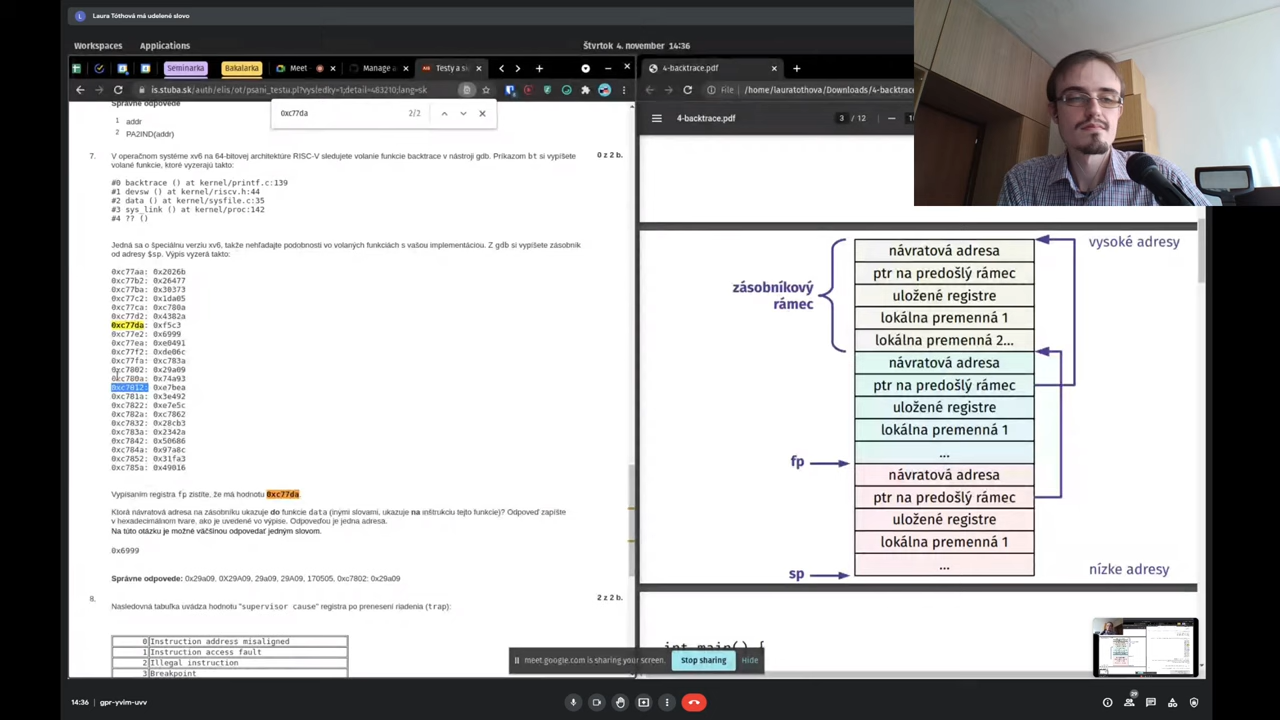 Laura Tóthová má udelené slovo
Workspaces Applications Štvrtok 4. november 14:36
Seminarka Bakalarka Meet Manage a Testy a s
4-backtrace.pdf
is.stuba.sk/auth/elis/ot/psani_testu.pl?vysledky=1;detail=483210;lang=sk
File /home/lauratothova/Downloads/4-backtrac
0xc77da 2/2
4-backtrace.pdf 3 / 12
Správne odpovede
1 addr
2 PA2IND(addr)
7. V operačnom systéme xv6 na 64-bitovej architektúre RISC-V sledujete volanie funkcie backtrace v nástroji gdb. Príkazom bt si vypíšete 0 z 2 b.
volané funkcie, ktoré vyzerajú takto:
#0 backtrace () at kernel/printf.c:139
#1 devsw () at kernel/riscv.h:44
#2 data () at kernel/sysfile.c:35
#3 sys_link () at kernel/proc:142
#4 ?? ()
Jedná sa o špeciálnu verziu xv6, takže nehľadajte podobnosti vo volaných funkciách s vašou implementáciou. Z gdb si vypíšete zásobník
od adresy $sp. Výpis vyzerá takto:
0xc77aa: 0x2026b
0xc77b2: 0x26477
0xc77ba: 0x30373
0xc77c2: 0x1da05
0xc77ca: 0xc780a
0xc77d2: 0x4382a
0xc77da: 0xf5c3
0xc77e2: 0x6999
0xc77ea: 0xe0491
0xc77f2: 0xde06c
0xc77fa: 0xc783a
0xc7802: 0x29a09
0xc780a: 0x74a93
0xc7812: 0xe7bea
0xc781a: 0x3e492
0xc7822: 0xe7e5c
0xc782a: 0xc7862
0xc7832: 0x28cb3
0xc783a: 0x2342a
0xc7842: 0x50686
0xc784a: 0x97a8c
0xc7852: 0x31fa3
0xc785a: 0x49016
Vypísaním registra fp zistíte, že má hodnotu 0xc77da.
Ktorá návratová adresa na zásobníku ukazuje do funkcie data (inými slovami, ukazuje na inštrukciu tejto funkcie)? Odpoveď zapíšte
v hexadecimálnom tvare, ako je uvedené vo výpise. Odpoveďou je jedna adresa.
Na túto otázku je možné väčšinou odpovedať jedným slovom.
0x6999
Správne odpovede: 0x29a09, 0X29A09, 29a09, 29A09, 170505, 0xc7802: 0x29a09
8. Nasledovná tabuľka uvádza hodnotu "supervisor cause" registra po prenesení riadenia (trap): 2 z 2 b.
0 Instruction address misaligned
1 Instruction access fault
2 Illegal instruction
3 Breakpoint
vysoké adresy
zásobníkový
rámec
návratová adresa
ptr na predošlý rámec
uložené registre
lokálna premenná 1
lokálna premenná 2...
návratová adresa
ptr na predošlý rámec
uložené registre
lokálna premenná 1
...
fp
návratová adresa
ptr na predošlý rámec
uložené registre
lokálna premenná 1
...
sp
nízke adresy
int main() {
meet.google.com is sharing your screen. Stop sharing Hide
14:36 gpr-yvim-uvv
29